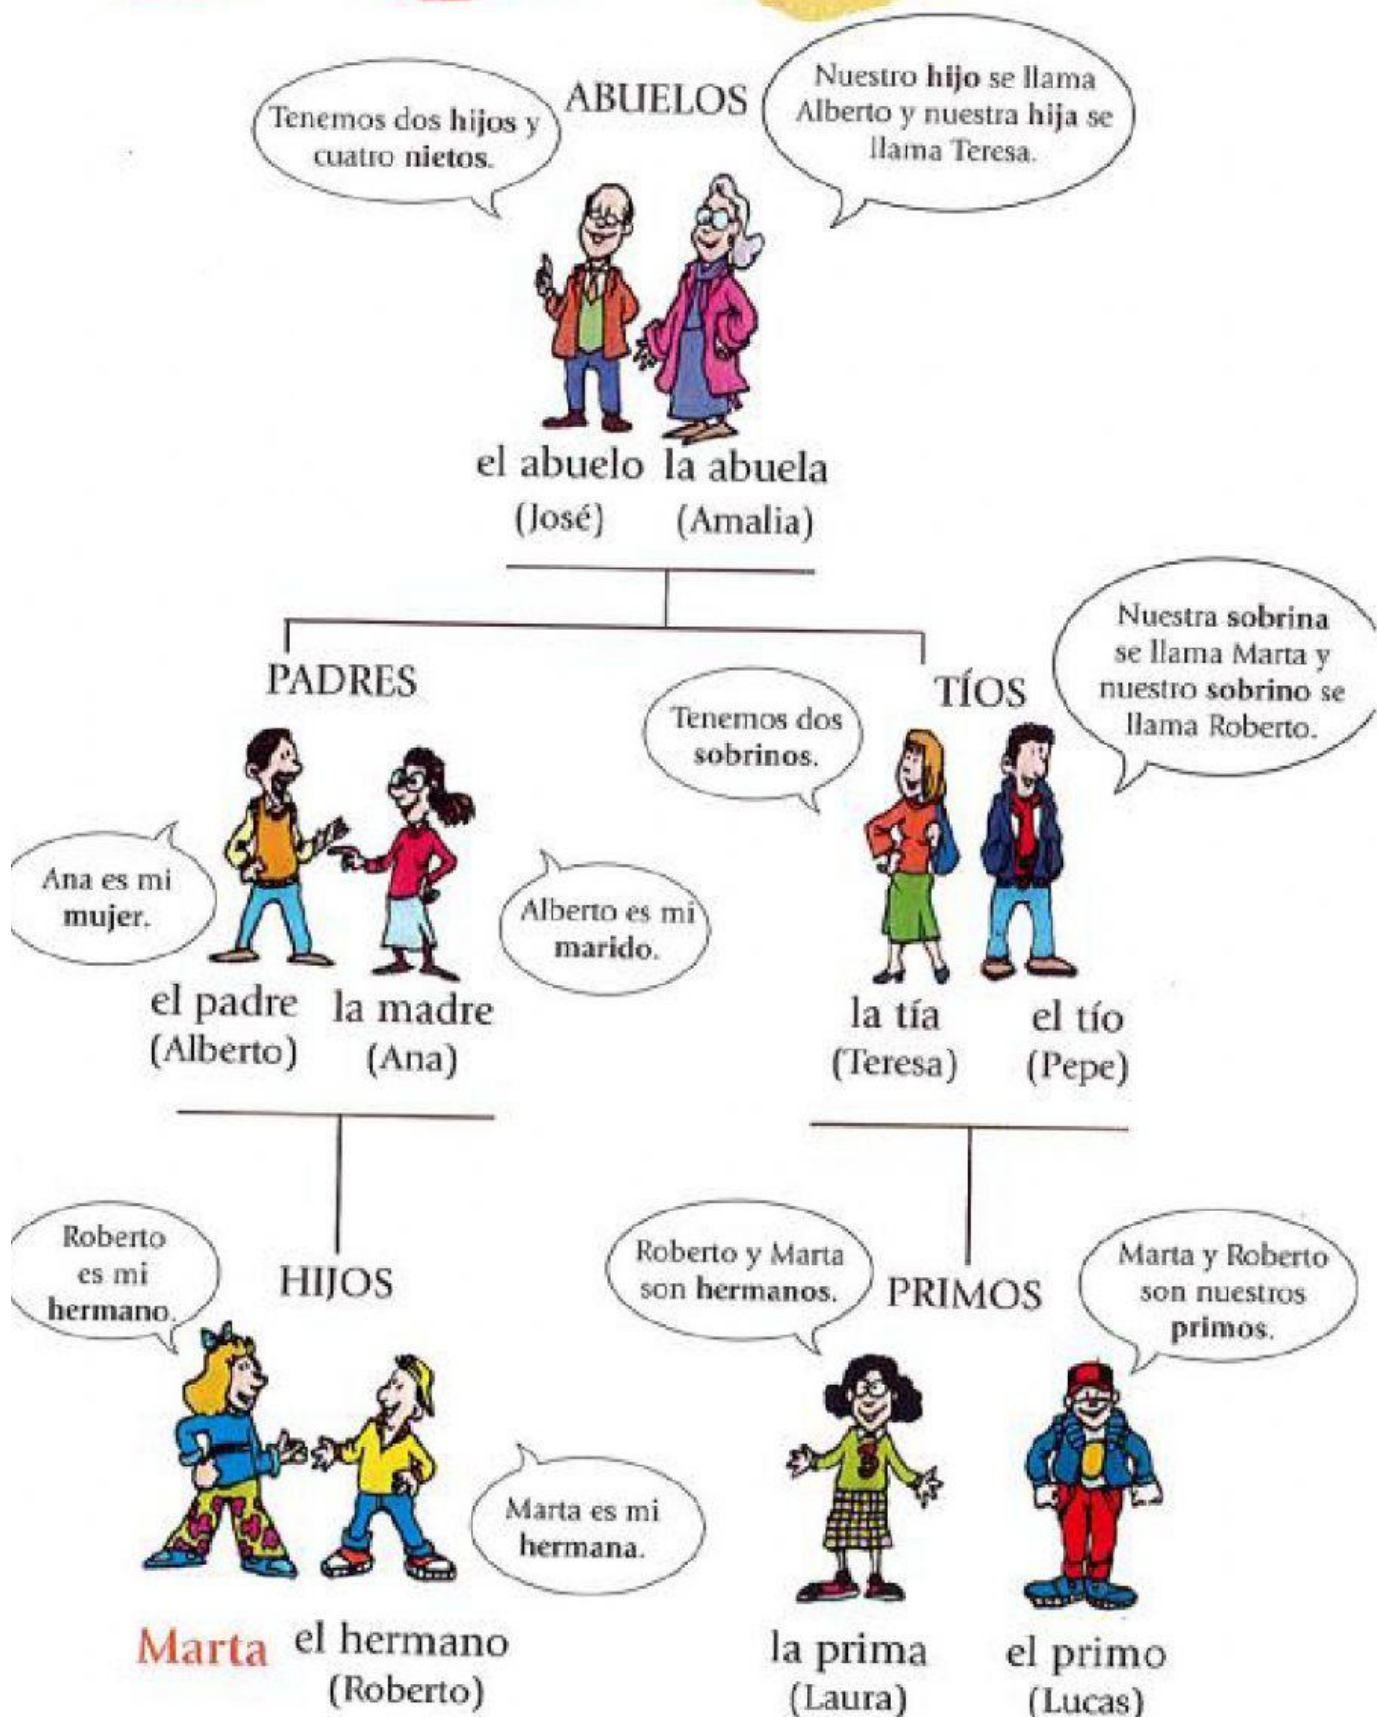 ABUELOS
Tenemos dos hijos y
cuatro nietos.
Nuestro hijo se llama
Alberto y nuestra hija se
llama Teresa.
el abuelo la abuela
(José) (Amalia)
PADRES
TÍOS
Ana es mi
mujer.
Alberto es mi
marido.
Tenemos dos
sobrinos.
Nuestra sobrina
se llama Marta y
nuestro sobrino se
llama Roberto.
el padre la madre
(Alberto) (Ana)
la tía el tío
(Teresa) (Pepe)
HIJOS
PRIMOS
Roberto
es mi
hermano.
Marta es mi
hermana.
Roberto y Marta
son hermanos.
Marta y Roberto
son nuestros
primos.
Marta el hermano
(Roberto)
la prima el primo
(Laura) (Lucas)
3